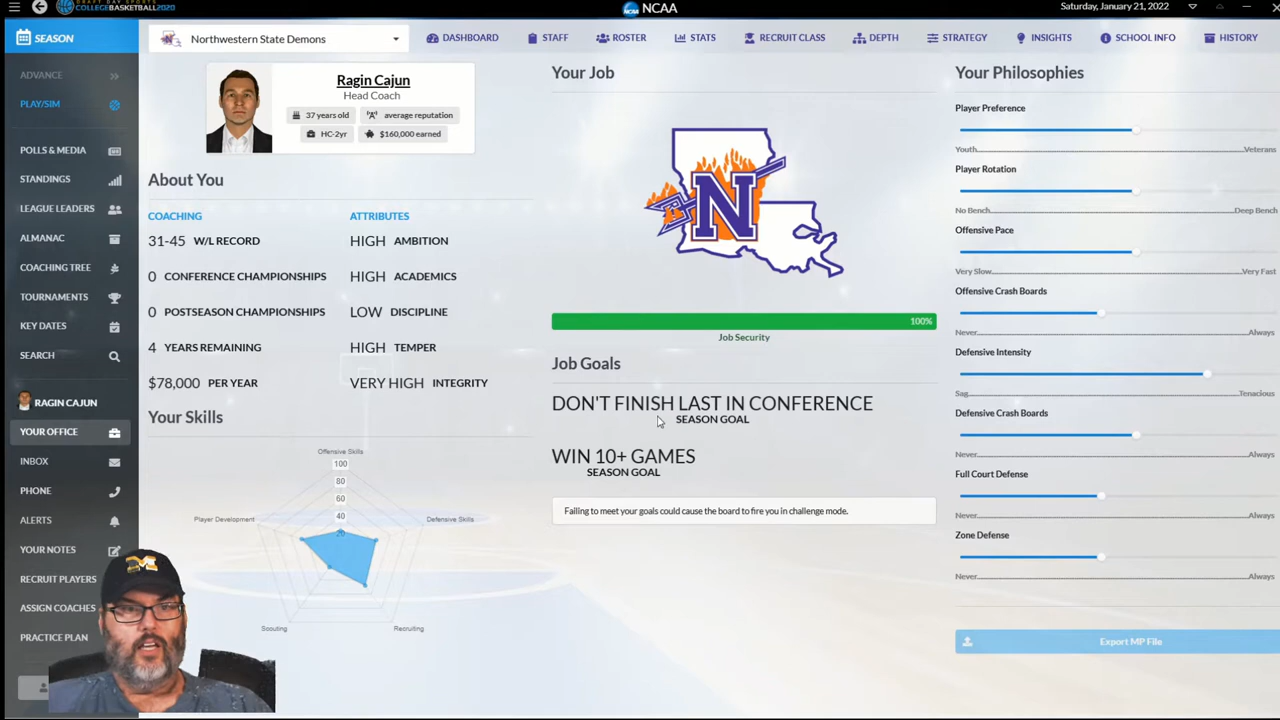 DRAFT DAY SPORTS
COLLEGE BASKETBALL 2020
NCAA
Saturday, January 21, 2022
SEASON
ADVANCE
PLAY/SIM
POLLS & MEDIA
STANDINGS
LEAGUE LEADERS
ALMANAC
COACHING TREE
TOURNAMENTS
KEY DATES
SEARCH
RAGIN CAJUN
YOUR OFFICE
INBOX
PHONE
ALERTS
YOUR NOTES
RECRUIT PLAYERS
ASSIGN COACHES
PRACTICE PLAN
Northwestern State Demons
DASHBOARD
STAFF
ROSTER
STATS
RECRUIT CLASS
DEPTH
STRATEGY
INSIGHTS
SCHOOL INFO
HISTORY
Ragin Cajun
Head Coach
37 years old
average reputation
HC-2yr
$160,000 earned
About You
COACHING
31-45 W/L RECORD
0 CONFERENCE CHAMPIONSHIPS
0 POSTSEASON CHAMPIONSHIPS
4 YEARS REMAINING
$78,000 PER YEAR
ATTRIBUTES
HIGH AMBITION
HIGH ACADEMICS
LOW DISCIPLINE
HIGH TEMPER
VERY HIGH INTEGRITY
Your Skills
Offensive Skills
100
80
60
40
20
Player Development
Defensive Skills
Scouting
Recruiting
Your Job
N
100%
Job Security
Job Goals
DON'T FINISH LAST IN CONFERENCE
SEASON GOAL
WIN 10+ GAMES
SEASON GOAL
Failing to meet your goals could cause the board to fire you in challenge mode.
Your Philosophies
Player Preference
Youth Veterans
Player Rotation
No Bench Deep Bench
Offensive Pace
Very Slow Very Fast
Offensive Crash Boards
Never Always
Defensive Intensity
Sag Tenacious
Defensive Crash Boards
Never Always
Full Court Defense
Never Always
Zone Defense
Never Always
Export MP File